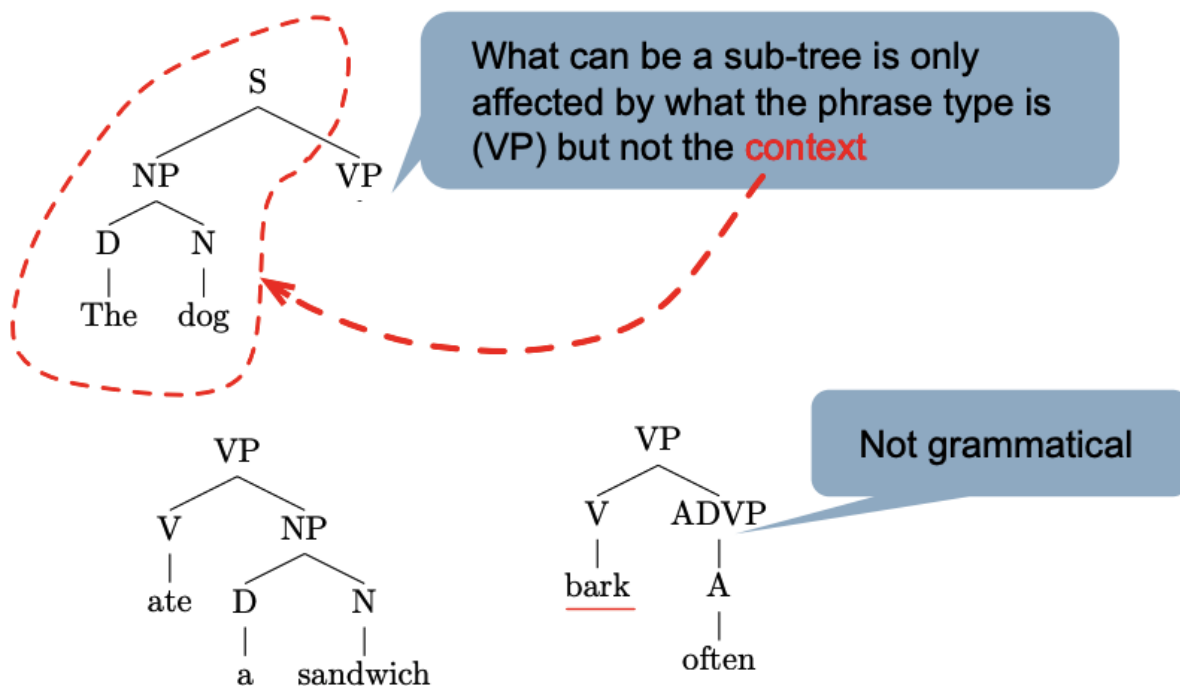 What can be a sub-tree is only
affected by what the phrase type is
(VP) but not the context
S
NP VP
D N
The dog
Not grammatical
VP
V NP
ate D N
a sandwich
VP
V ADVP
bark A
often